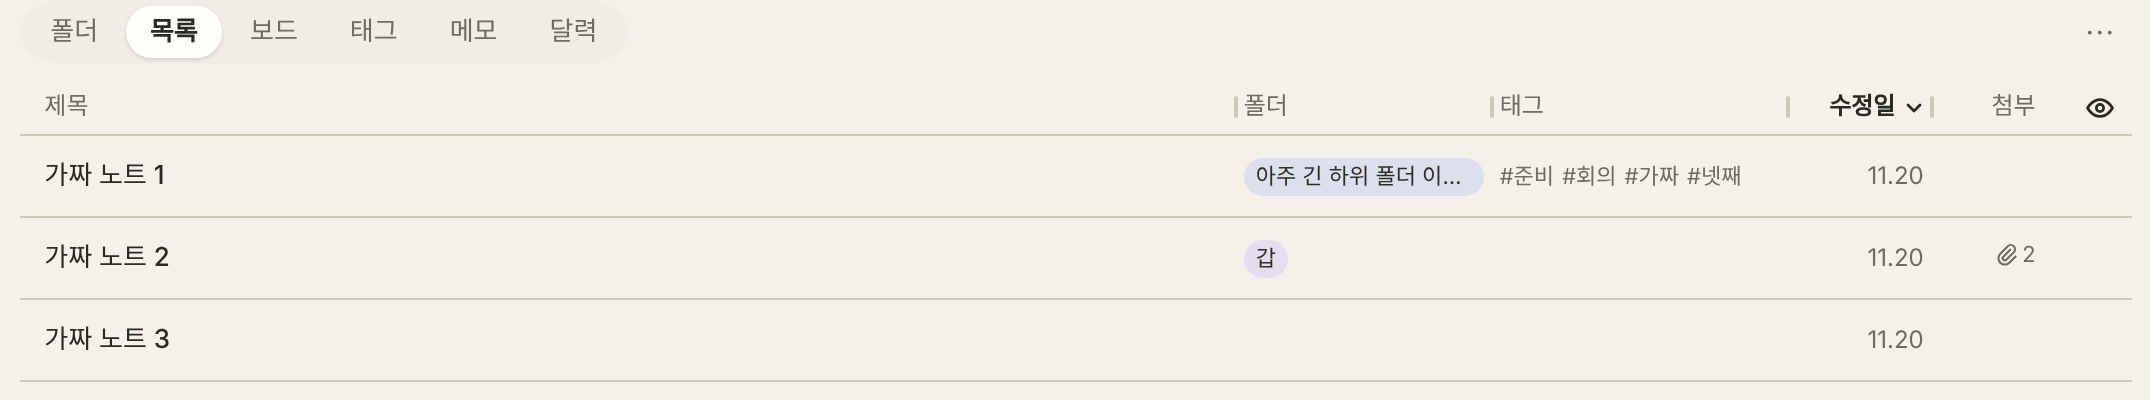 폴더 목록 보드 태그 메모 달력 ...
제목 폴더 태그 수정일 첨부
가짜 노트 1 아주 긴 하위 폴더 이... #준비 #회의 #가짜 #넷째 11.20
가짜 노트 2 갑 11.20 2
가짜 노트 3 11.20